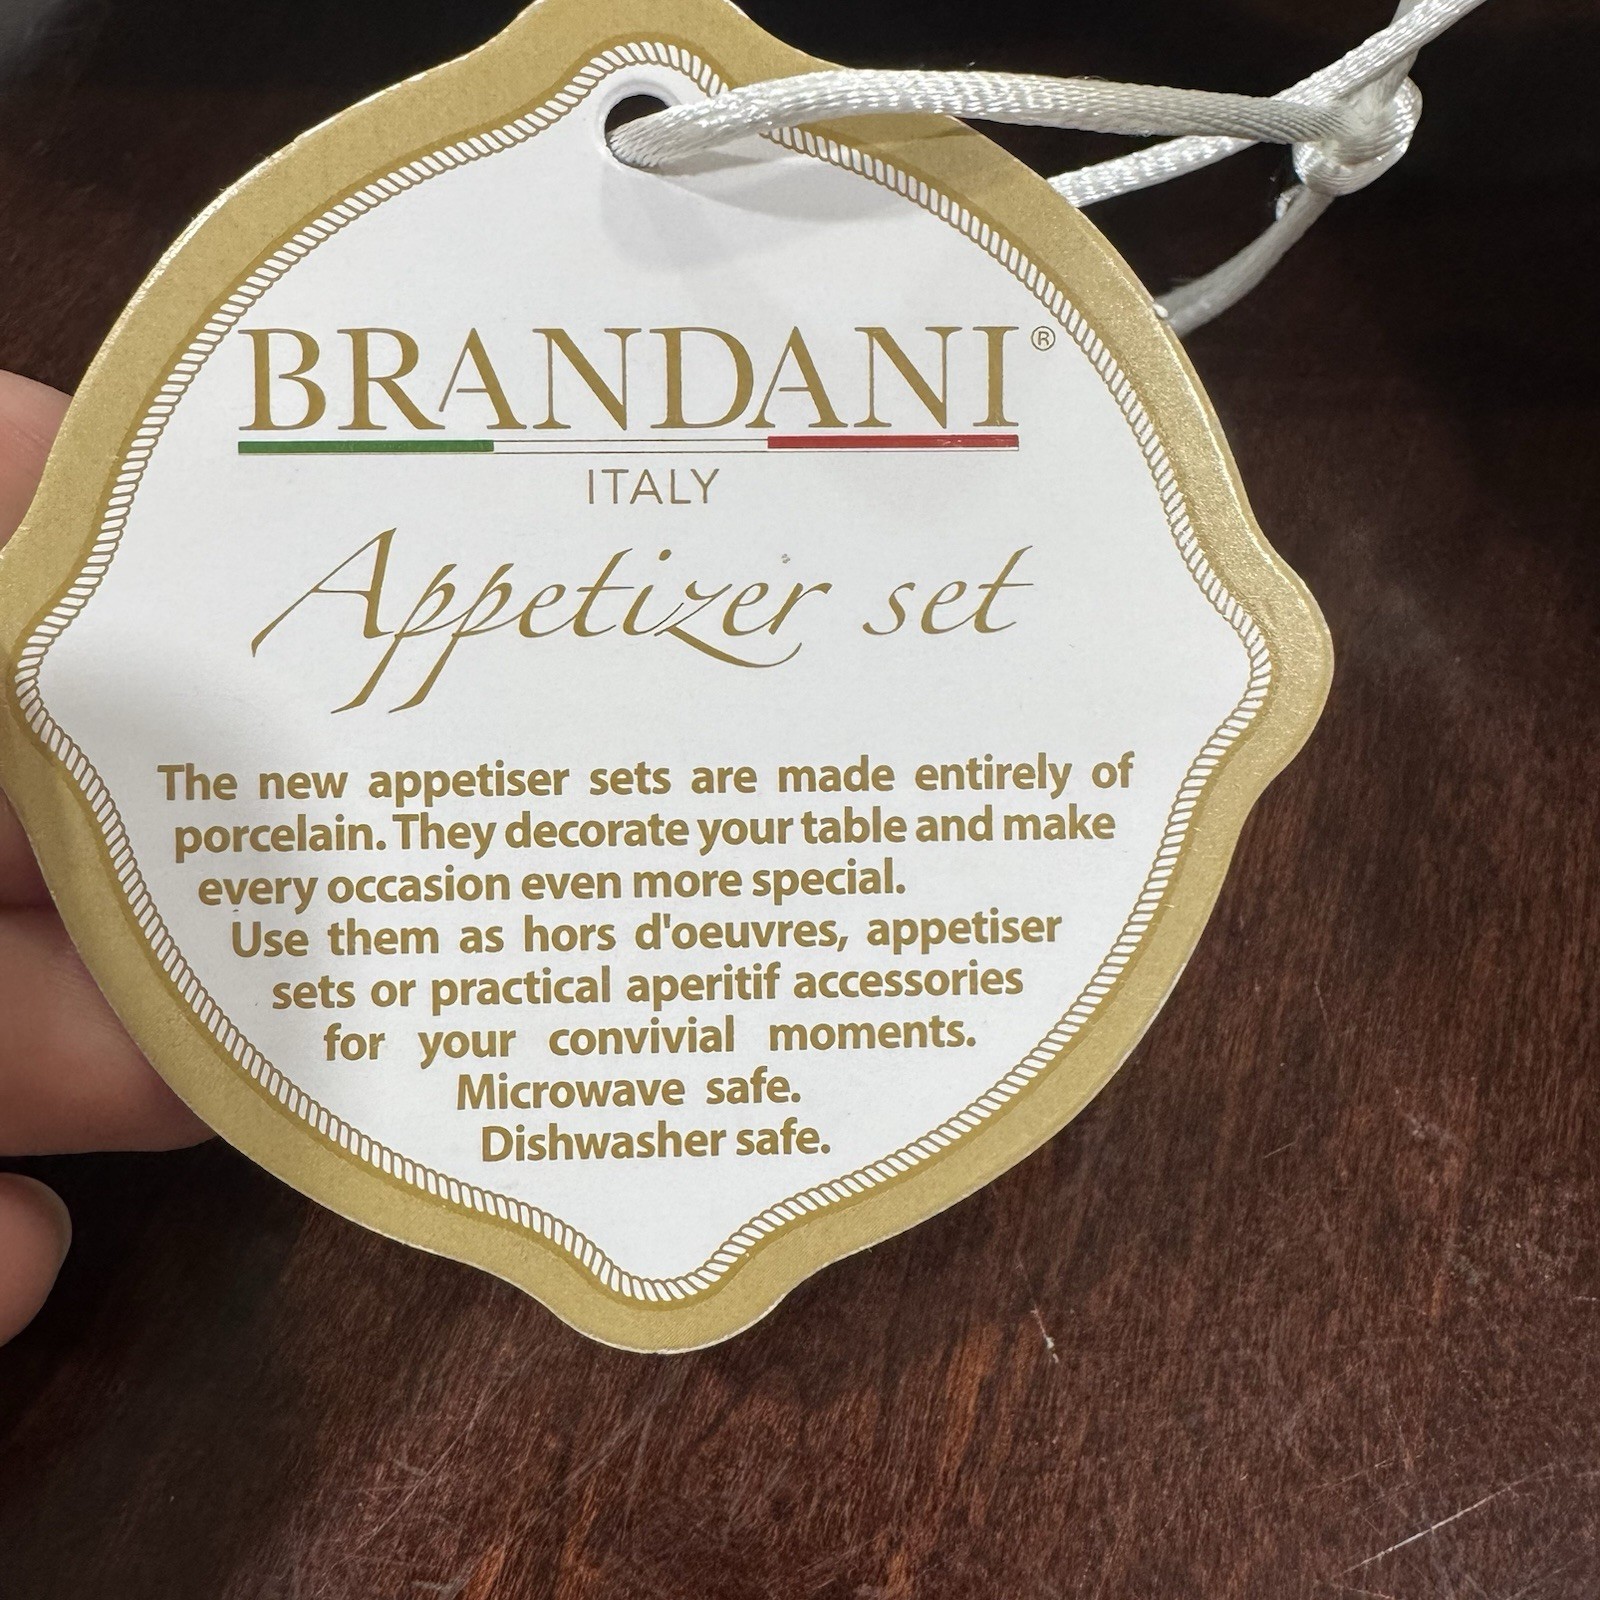 BRANDANI®
ITALY
Appetizer set
The new appetiser sets are made entirely of
porcelain. They decorate your table and make
every occasion even more special.
Use them as hors d'oeuvres, appetiser
sets or practical aperitif accessories
for your convivial moments.
Microwave safe.
Dishwasher safe.